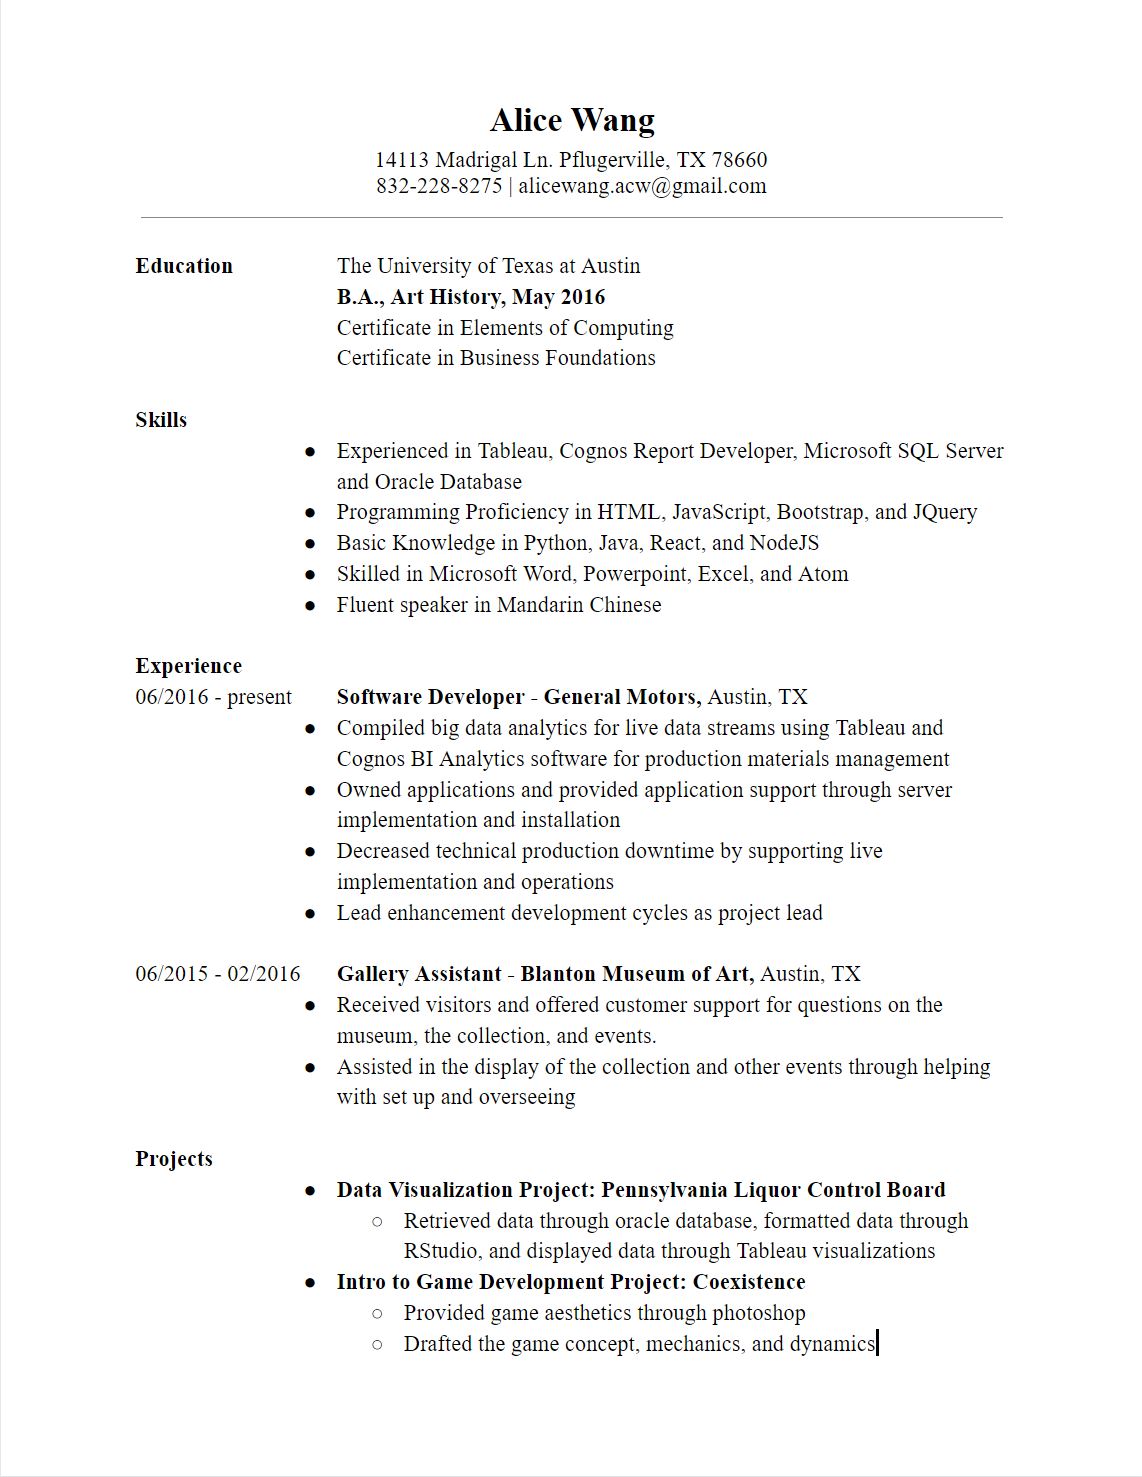 Alice Wang
14113 Madrigal Ln. Pflugerville, TX 78660
832-228-8275 | alicewang.acw@gmail.com
Education The University of Texas at Austin
B.A., Art History, May 2016
Certificate in Elements of Computing
Certificate in Business Foundations
Skills
● Experienced in Tableau, Cognos Report Developer, Microsoft SQL Server
and Oracle Database
● Programming Proficiency in HTML, JavaScript, Bootstrap, and JQuery
● Basic Knowledge in Python, Java, React, and NodeJS
● Skilled in Microsoft Word, Powerpoint, Excel, and Atom
● Fluent speaker in Mandarin Chinese
Experience
06/2016 - present Software Developer - General Motors, Austin, TX
● Compiled big data analytics for live data streams using Tableau and
Cognos BI Analytics software for production materials management
● Owned applications and provided application support through server
implementation and installation
● Decreased technical production downtime by supporting live
implementation and operations
● Lead enhancement development cycles as project lead
06/2015 - 02/2016 Gallery Assistant - Blanton Museum of Art, Austin, TX
● Received visitors and offered customer support for questions on the
museum, the collection, and events.
● Assisted in the display of the collection and other events through helping
with set up and overseeing
Projects
● Data Visualization Project: Pennsylvania Liquor Control Board
○ Retrieved data through oracle database, formatted data through
RStudio, and displayed data through Tableau visualizations
● Intro to Game Development Project: Coexistence
○ Provided game aesthetics through photoshop
○ Drafted the game concept, mechanics, and dynamics